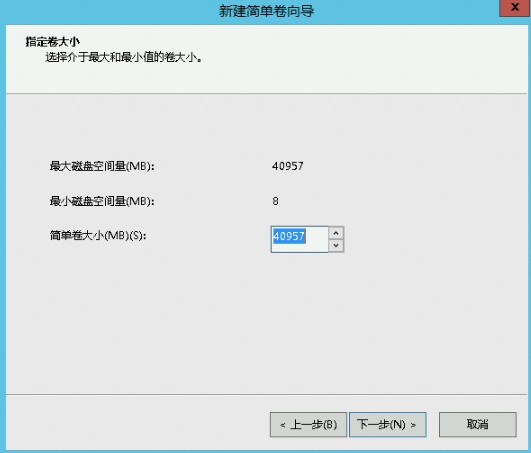 新建简单卷向导
x
指定卷大小
选择介于最大和最小值的卷大小。
最大磁盘空间量(MB): 40957
最小磁盘空间量(MB): 8
简单卷大小(MB)(S): 40957
< 上一步(B) 下一步(N) > 取消